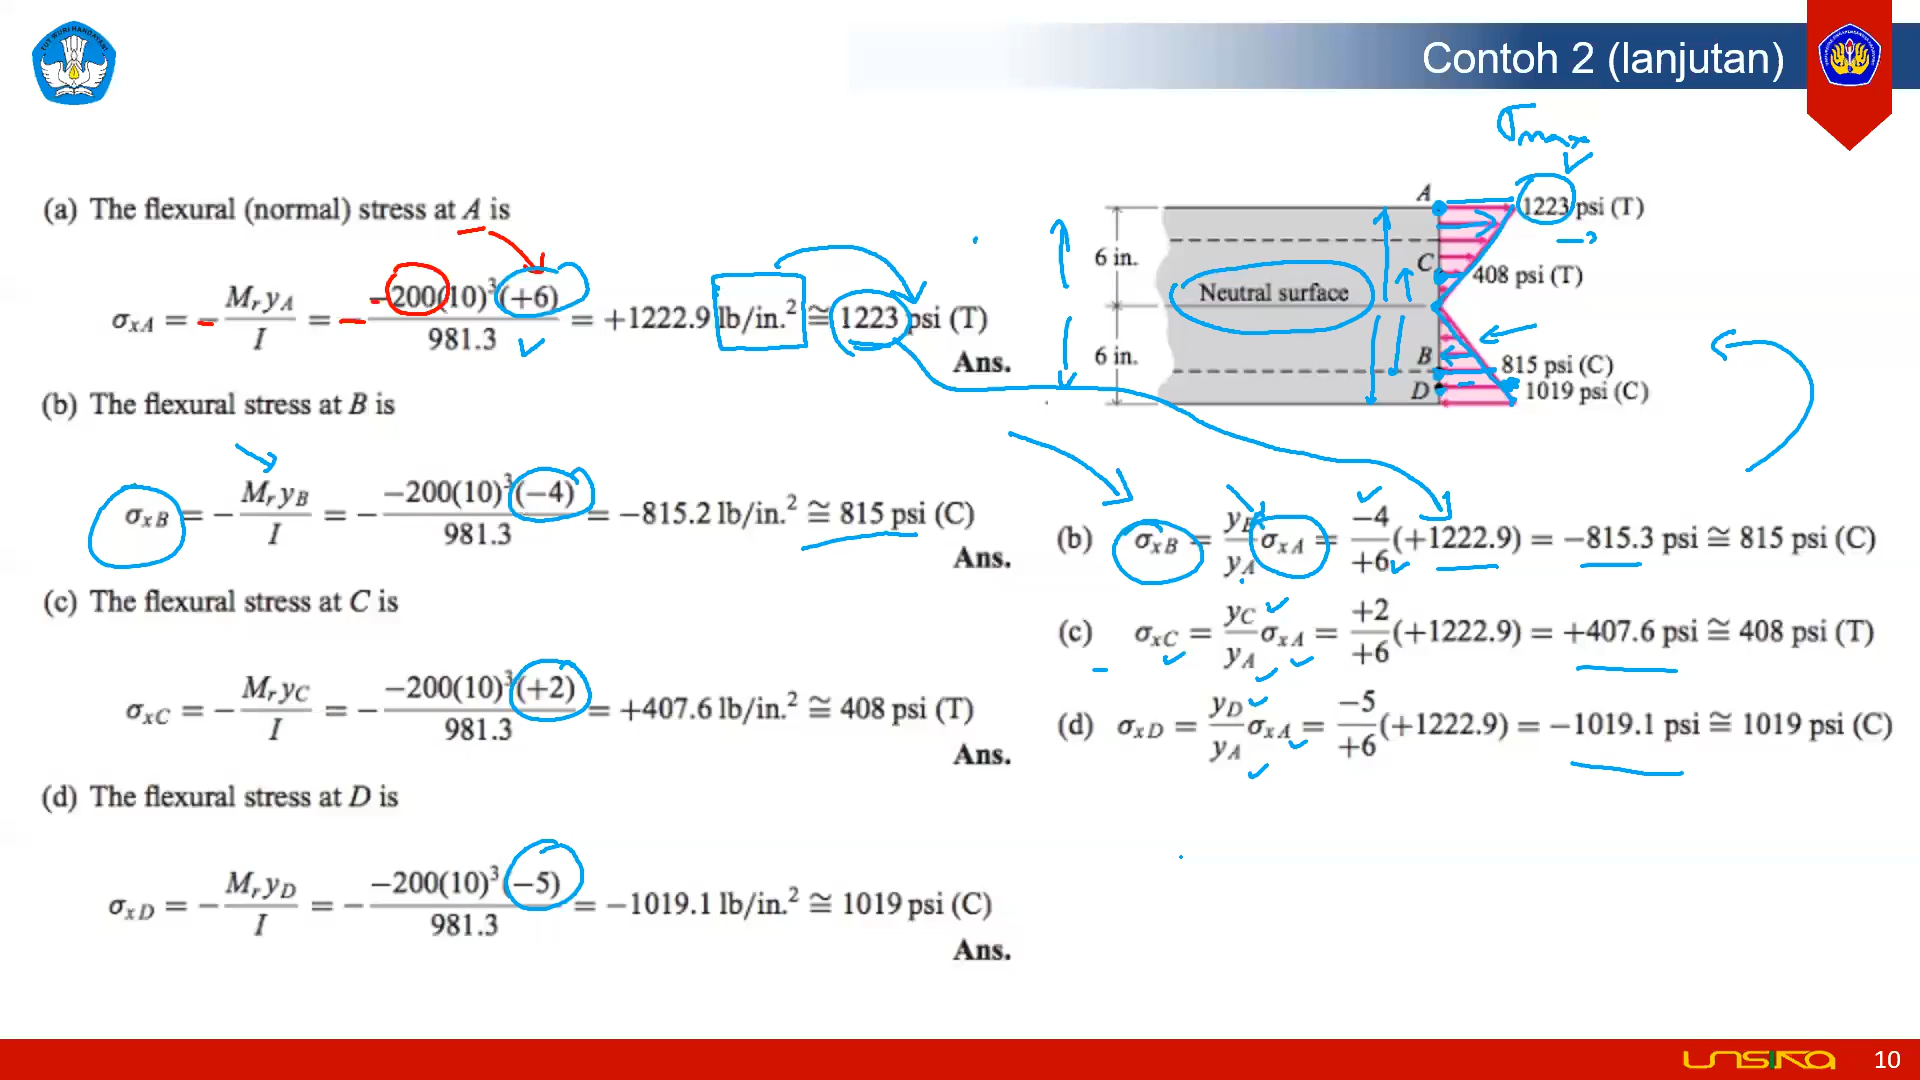 Contoh 2 (lanjutan)
TUT WURI HANDAYANI
σmax
(a) The flexural (normal) stress at A is
σxA = − MryA / I = − −200(10)³(+6) / 981.3 = +1222.9 lb/in.² ≅ 1223 psi (T)
Ans.
(b) The flexural stress at B is
σxB = − MryB / I = − −200(10)³(−4) / 981.3 = −815.2 lb/in.² ≅ 815 psi (C)
Ans.
(c) The flexural stress at C is
σxC = − MryC / I = − −200(10)³(+2) / 981.3 = +407.6 lb/in.² ≅ 408 psi (T)
Ans.
(d) The flexural stress at D is
σxD = − MryD / I = − −200(10)³(−5) / 981.3 = −1019.1 lb/in.² ≅ 1019 psi (C)
Ans.
A
1223 psi (T)
6 in.
C
408 psi (T)
Neutral surface
6 in.
B
815 psi (C)
D
1019 psi (C)
(b) σxB = yB / yA σxA = −4 / +6 (+1222.9) = −815.3 psi ≅ 815 psi (C)
(c) σxC = yC / yA σxA = +2 / +6 (+1222.9) = +407.6 psi ≅ 408 psi (T)
(d) σxD = yD / yA σxA = −5 / +6 (+1222.9) = −1019.1 psi ≅ 1019 psi (C)
UNSIKA
10